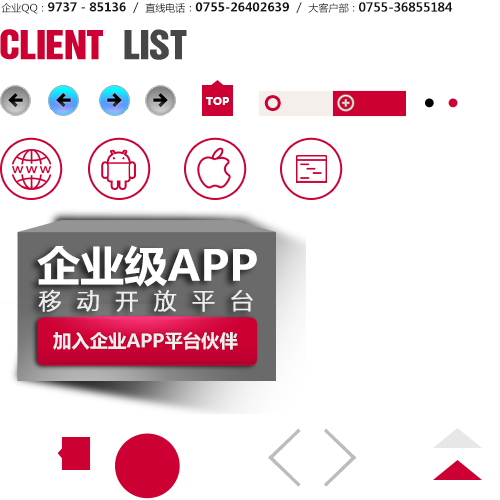 企业QQ：9737 - 85136 / 直线电话：0755-26402639 / 大客户部：0755-36855184
CLIENT LIST
TOP
WWW
企业级APP
移动开放平台
加入企业APP平台伙伴